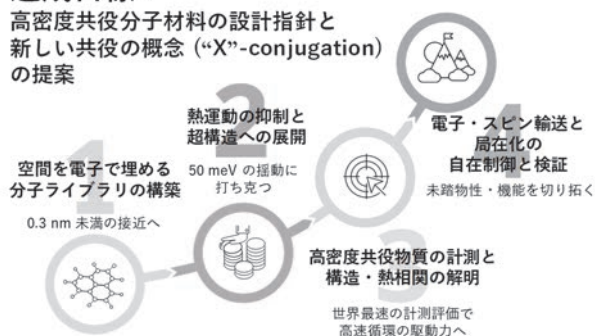 高密度共役分子材料の設計指針と
新しい共役の概念 (“X”-conjugation)
の提案
1
空間を電子で埋める
分子ライブラリの構築
0.3 nm 未満の接近へ
2
熱運動の抑制と
超構造への展開
50 meV の揺動に
打ち克つ
3
高密度共役物質の計測と
構造・熱相関の解明
世界最速の計測評価で
高速循環の駆動力へ
4
電子・スピン輸送と
局在化の
自在制御と検証
未踏物性・機能を切り拓く